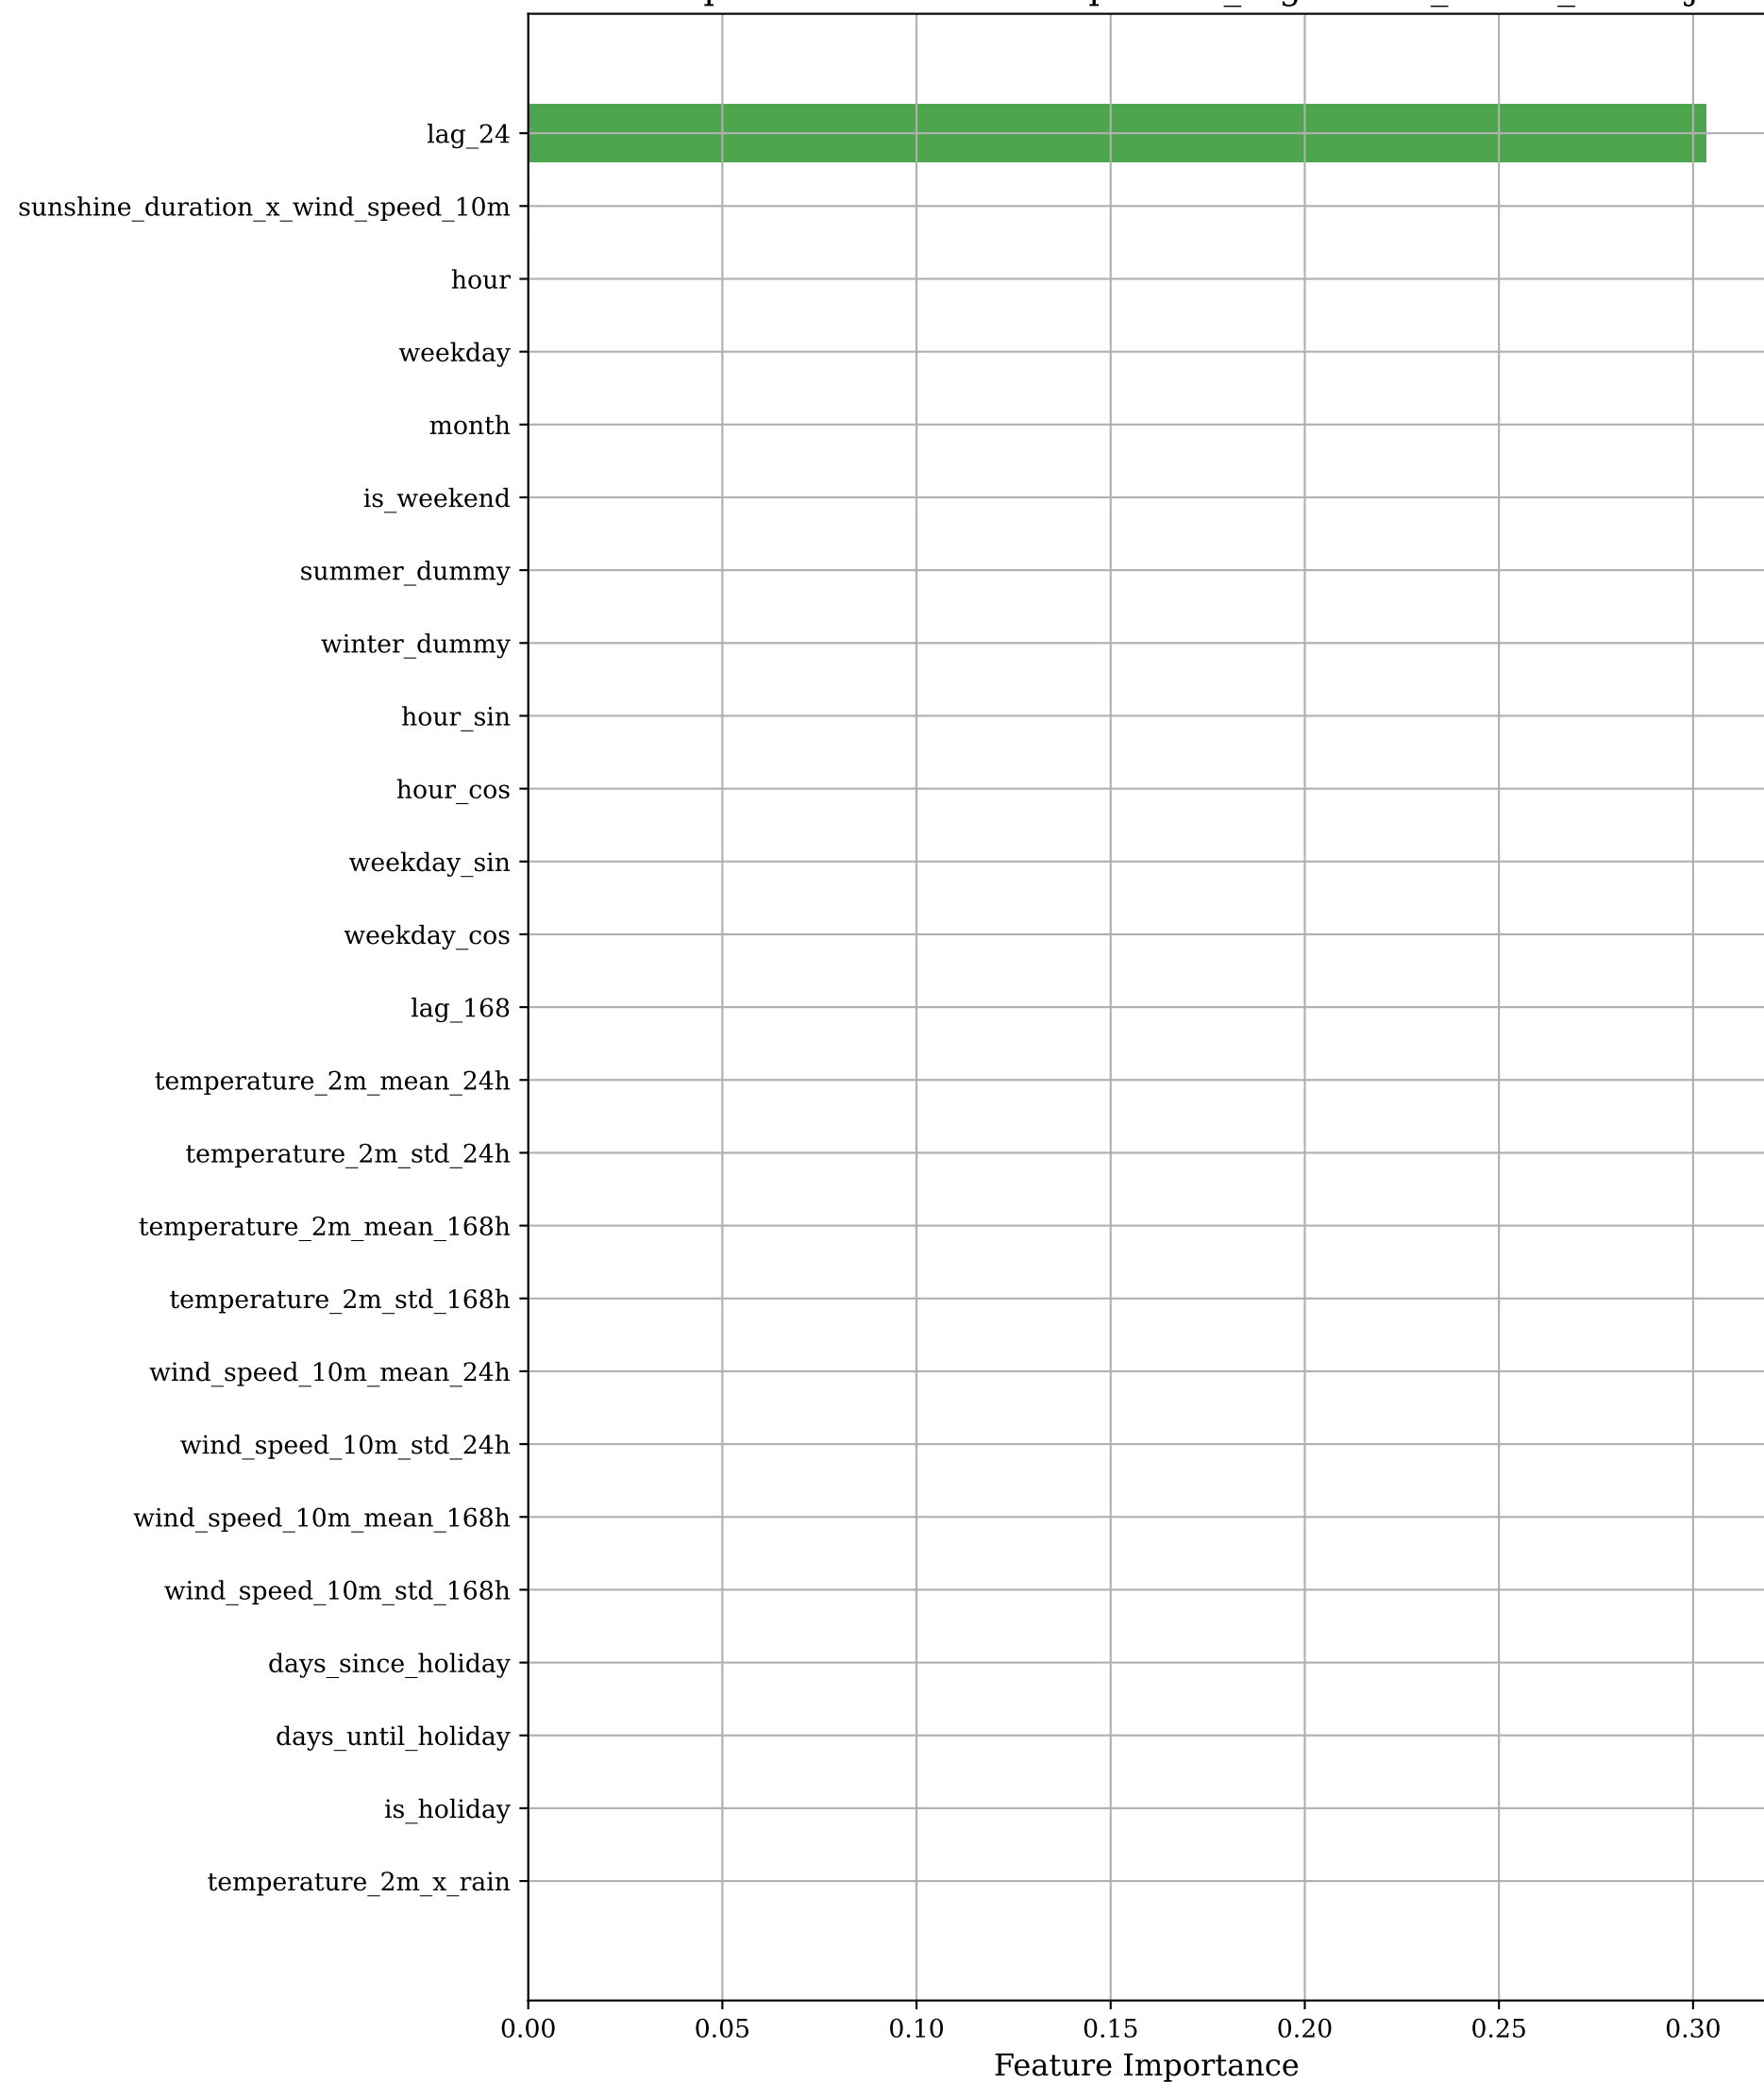 lag_24
sunshine_duration_x_wind_speed_10m
hour
weekday
month
is_weekend
summer_dummy
winter_dummy
hour_sin
hour_cos
weekday_sin
weekday_cos
lag_168
temperature_2m_mean_24h
temperature_2m_std_24h
temperature_2m_mean_168h
temperature_2m_std_168h
wind_speed_10m_mean_24h
wind_speed_10m_std_24h
wind_speed_10m_mean_168h
wind_speed_10m_std_168h
days_since_holiday
days_until_holiday
is_holiday
temperature_2m_x_rain
0.00 0.05 0.10 0.15 0.20 0.25 0.30
Feature Importance